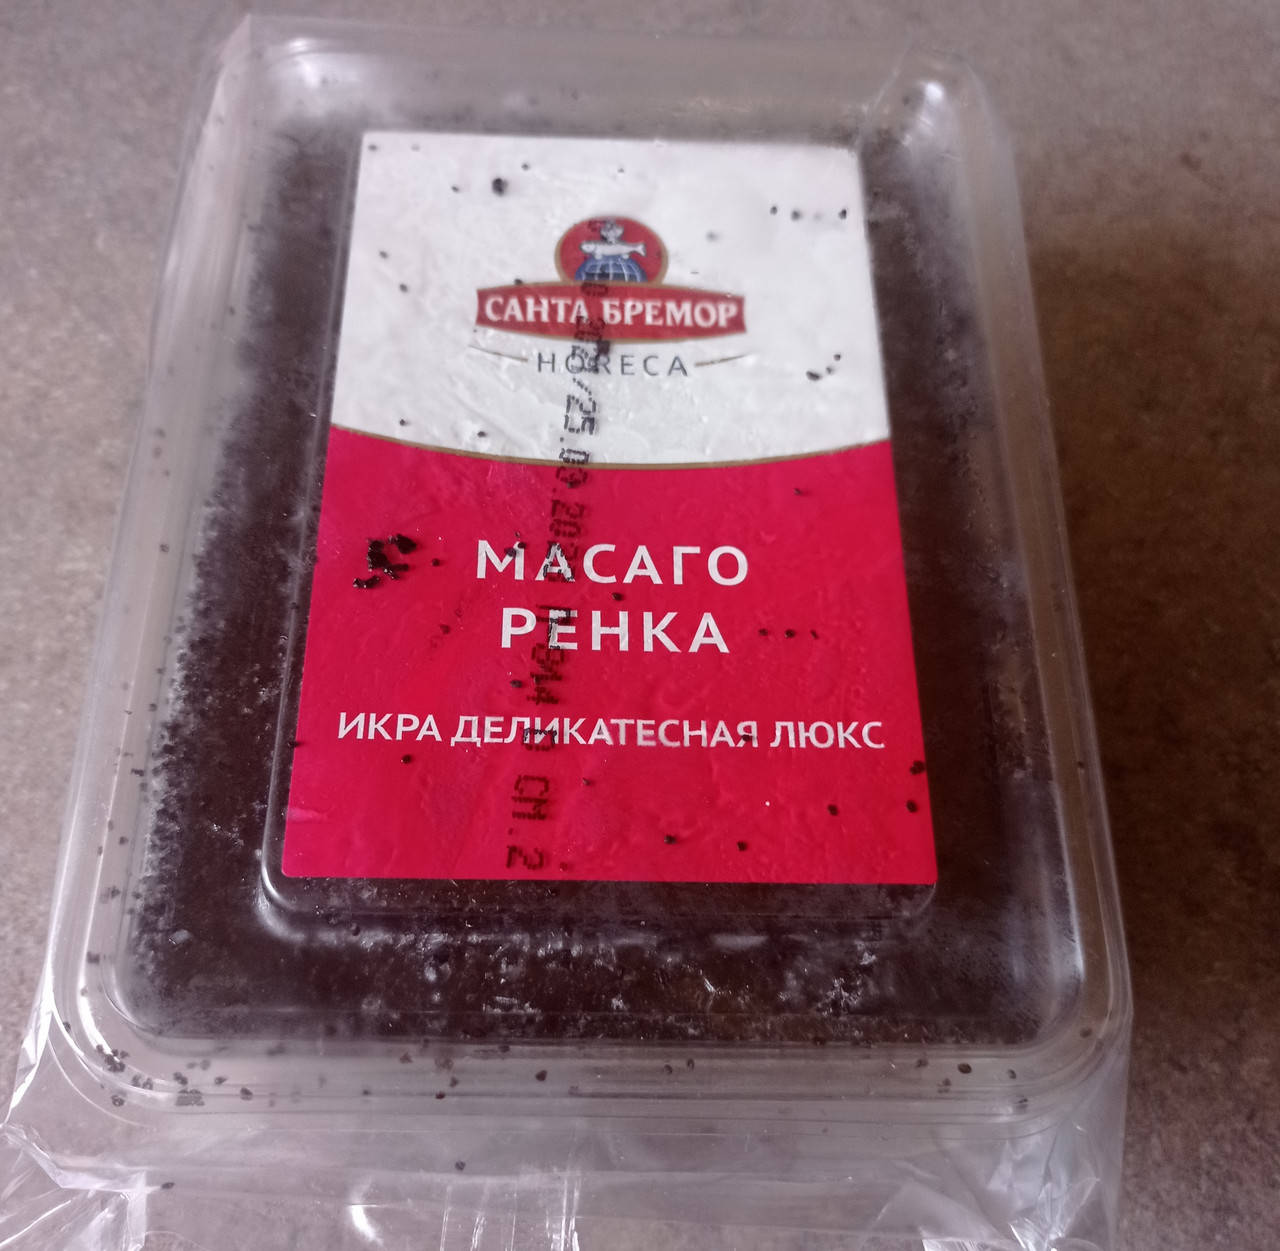 САНТА БРЕМОР
HORECA
МАСАГО
РЕНКА
ИКРА ДЕЛИКАТЕСНАЯ ЛЮКС